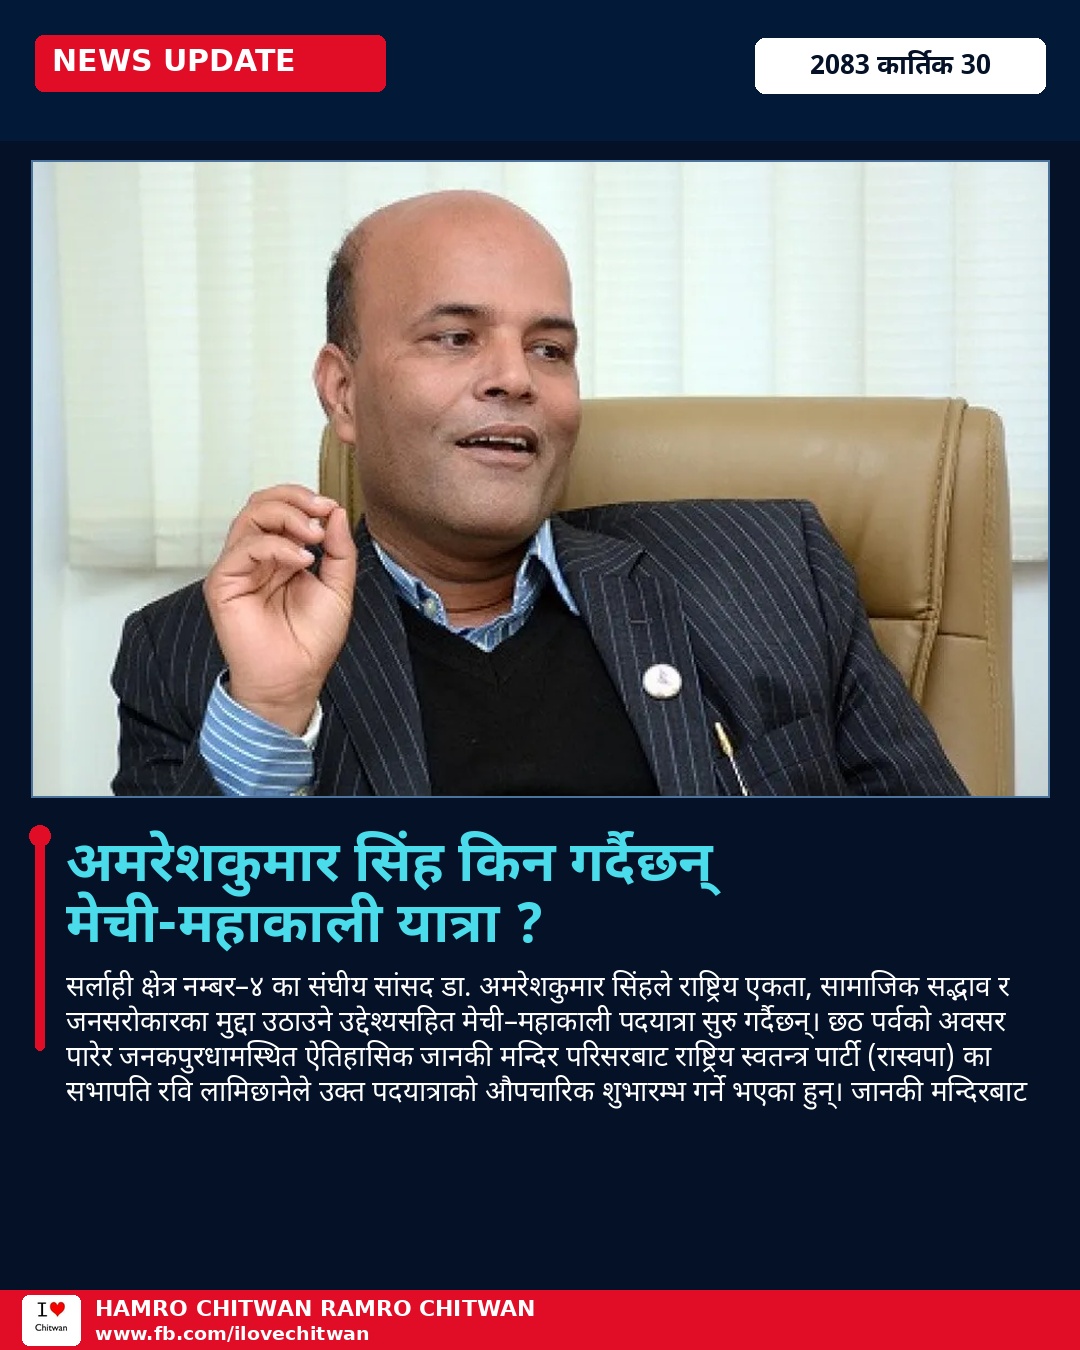 NEWS UPDATE
2083 कार्तिक 30
अमरेशकुमार सिंह किन गर्दैछन्
मेची-महाकाली यात्रा ?
सर्लाही क्षेत्र नम्बर–४ का संघीय सांसद डा. अमरेशकुमार सिंहले राष्ट्रिय एकता, सामाजिक सद्भाव र
जनसरोकारका मुद्दा उठाउने उद्देश्यसहित मेची–महाकाली पदयात्रा सुरु गर्दैछन्। छठ पर्वको अवसर
पारेर जनकपुरधामस्थित ऐतिहासिक जानकी मन्दिर परिसरबाट राष्ट्रिय स्वतन्त्र पार्टी (रास्वपा) का
सभापति रवि लामिछानेले उक्त पदयात्राको औपचारिक शुभारम्भ गर्ने भएका हुन्। जानकी मन्दिरबाट
I ♥
Chitwan
HAMRO CHITWAN RAMRO CHITWAN
www.fb.com/ilovechitwan